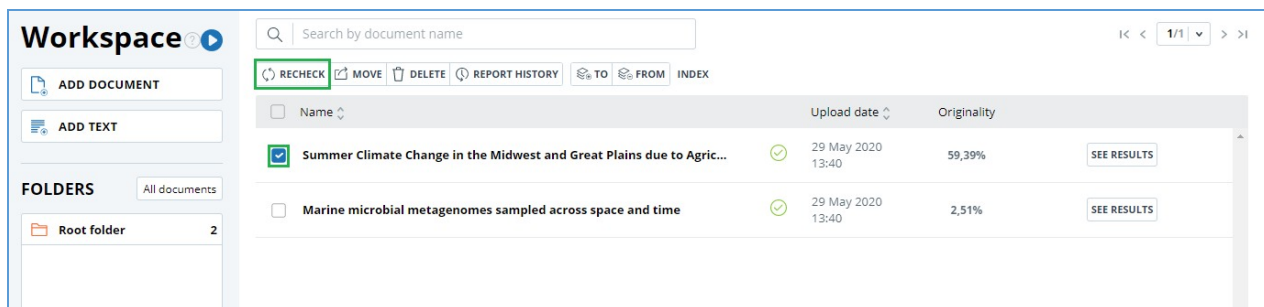 Workspace
Search by document name
1/1
ADD DOCUMENT
ADD TEXT
RECHECK MOVE DELETE REPORT HISTORY TO FROM INDEX
Name Upload date Originality
Summer Climate Change in the Midwest and Great Plains due to Agric... 29 May 2020 13:40 59,39% SEE RESULTS
Marine microbial metagenomes sampled across space and time 29 May 2020 13:40 2,51% SEE RESULTS
FOLDERS All documents
Root folder 2